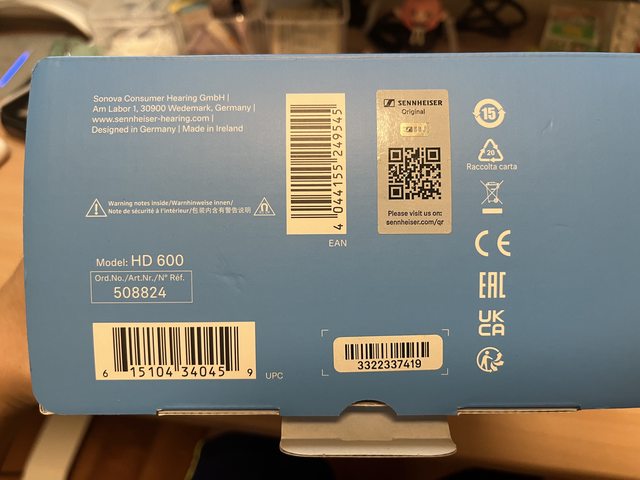 Sonova Consumer Hearing GmbH |
Am Labor 1, 30900 Wedemark, Germany |
www.sennheiser-hearing.com |
Designed in Germany | Made in Ireland
4 044155 249545
EAN
SENNHEISER
Original
Please visit us on:
sennheiser.com/qr
15
20
Raccolta carta
Warning notes inside/Warnhinweise innen/
Note de sécurité à l'intérieur/包装内含有警告说明
CE
EAC
UK
CA
Model: HD 600
Ord.No./Art.Nr./N° Réf.
508824
6 15104 34045 9
UPC
3322337419